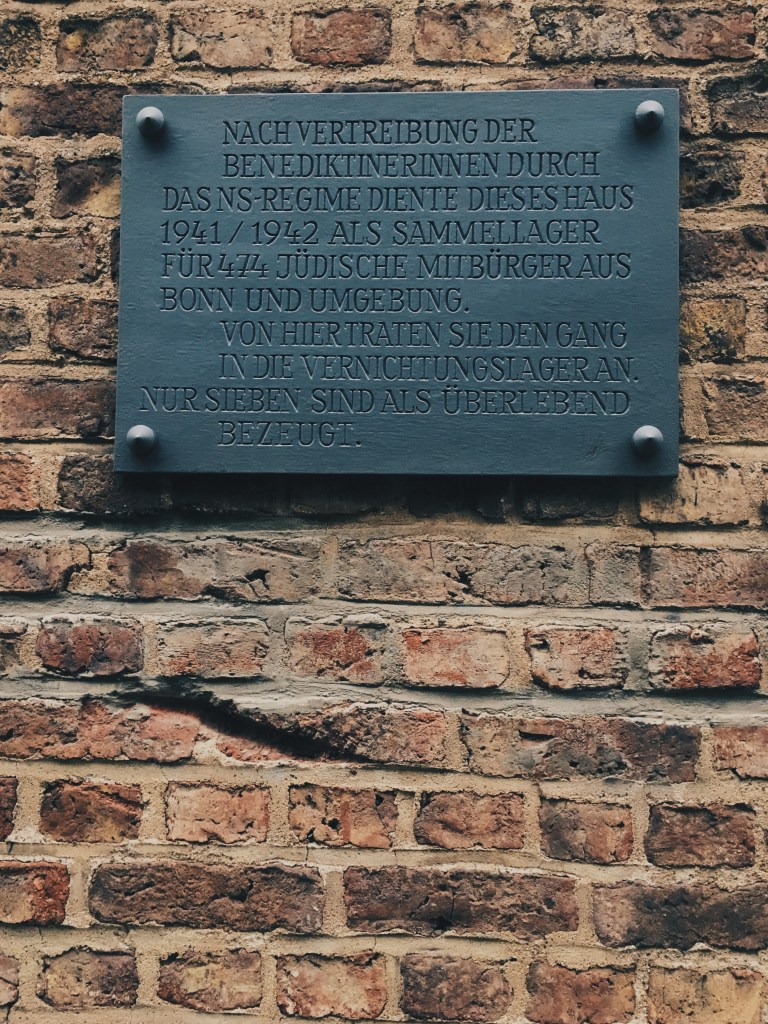 NACH VERTREIBUNG DER
BENEDIKTINERINNEN DURCH
DAS NS-REGIME DIENTE DIESES HAUS
1941/1942 ALS SAMMELLAGER
FÜR 474 JÜDISCHE MITBÜRGER AUS
BONN UND UMGEBUNG.
VON HIER TRATEN SIE DEN GANG
IN DIE VERNICHTUNGSLAGER AN.
NUR SIEBEN SIND ALS ÜBERLEBEND
BEZEUGT.